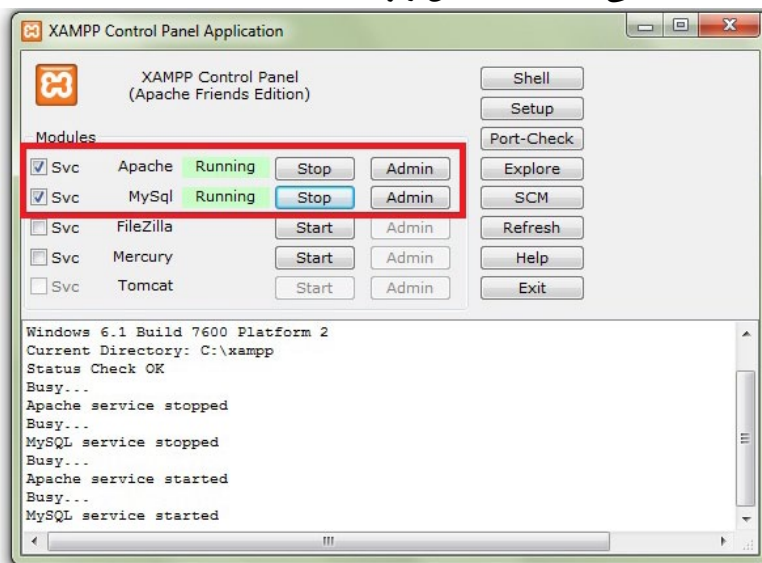 XAMPP Control Panel Application
XAMPP Control Panel
(Apache Friends Edition)
Shell
Setup
Modules
Port-Check
Svc Apache Running Stop Admin Explore
Svc MySql Running Stop Admin SCM
Svc FileZilla Start Admin Refresh
Svc Mercury Start Admin Help
Svc Tomcat Start Admin Exit
Windows 6.1 Build 7600 Platform 2
Current Directory: C:\xampp
Status Check OK
Busy...
Apache service stopped
Busy...
MySQL service stopped
Busy...
Apache service started
Busy...
MySQL service started